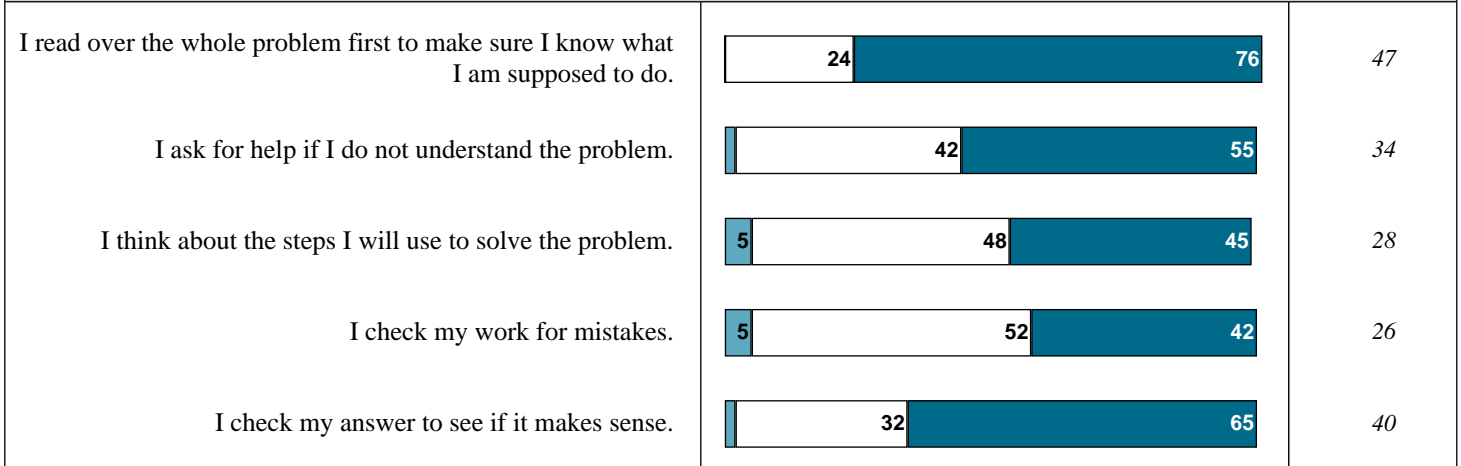 I read over the whole problem first to make sure I know what
I am supposed to do.
24 76 47
I ask for help if I do not understand the problem.
42 55 34
I think about the steps I will use to solve the problem.
5 48 45 28
I check my work for mistakes.
5 52 42 26
I check my answer to see if it makes sense.
32 65 40